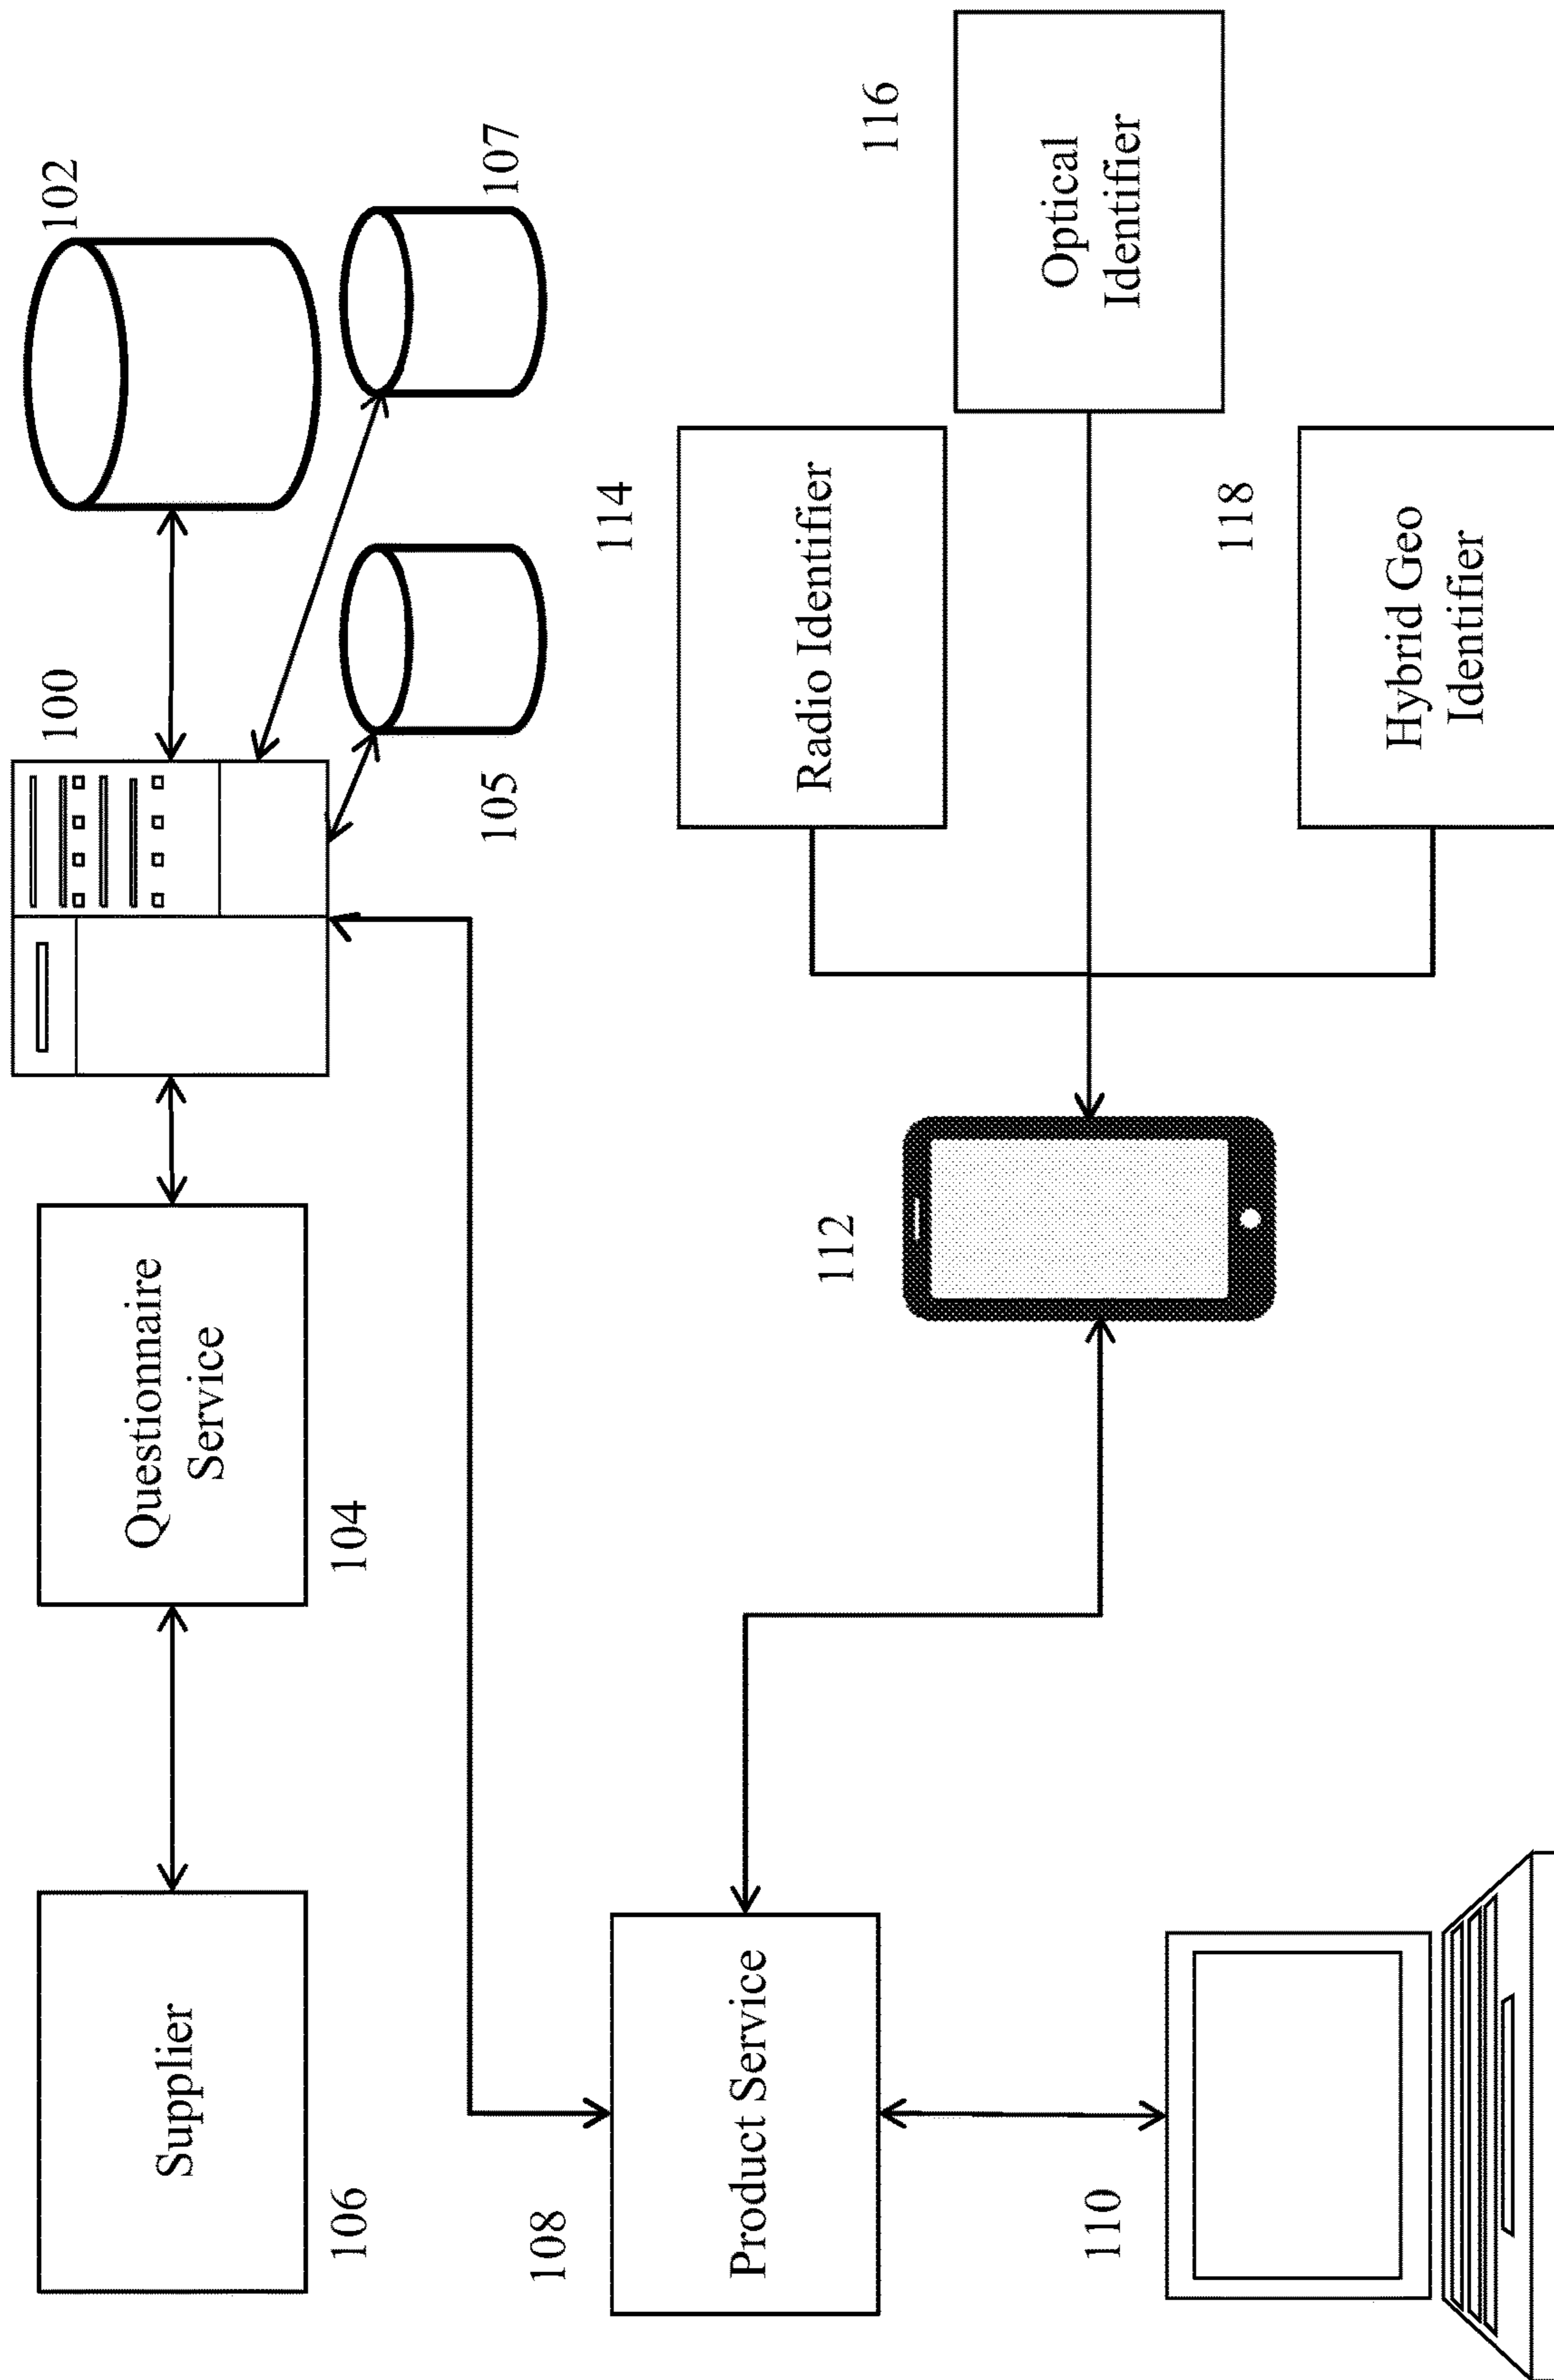 Supplier
106
Questionnaire
Service
104
100
102
105
107
108
Product Service
110
112
114
Radio Identifier
116
Optical
Identifier
118
Hybrid Geo
Identifier